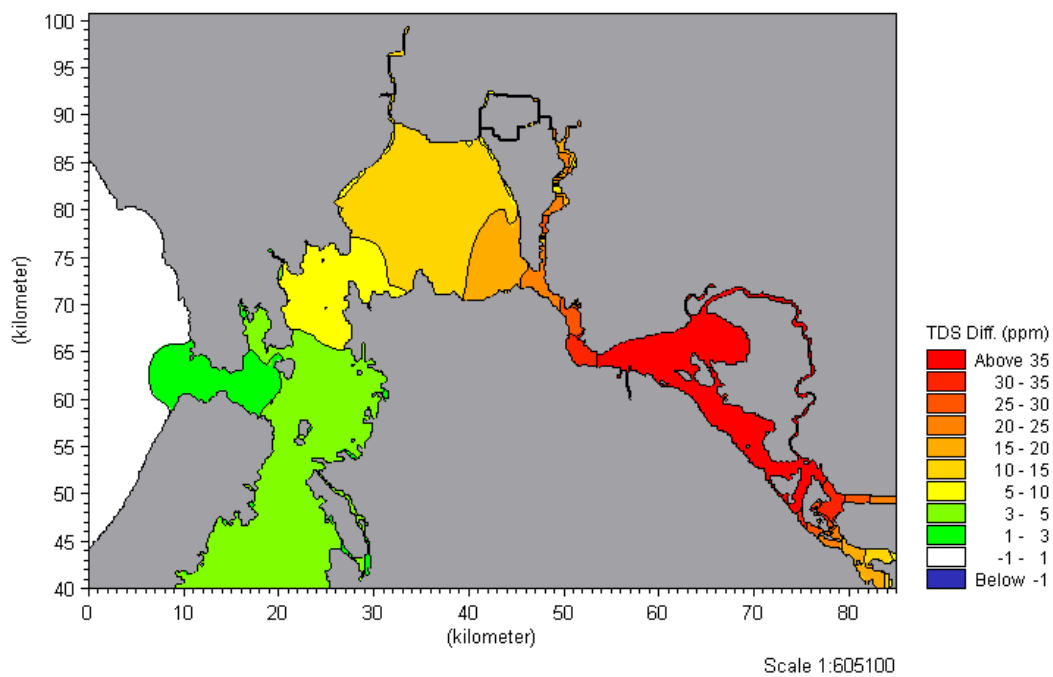 100
95
90
85
80
75
70
65
60
55
50
45
40
(kilometer)
0 10 20 30 40 50 60 70 80
(kilometer)
Scale 1:605100
TDS Diff. (ppm)
Above 35
30 - 35
25 - 30
20 - 25
15 - 20
10 - 15
5 - 10
3 - 5
1 - 3
-1 - 1
Below -1